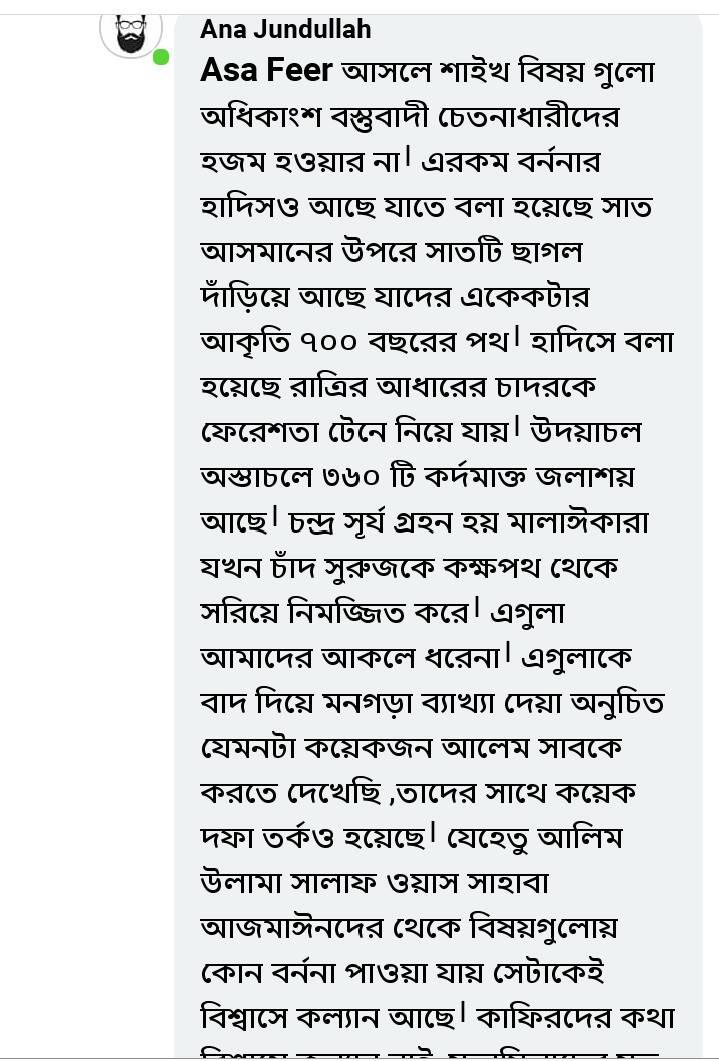 Ana Jundullah
Asa Feer আসলে শাইখ বিষয় গুলো
অধিকাংশ বস্তুবাদী চেতনাধারীদের
হজম হওয়ার না| এরকম বর্ননার
হাদিসও আছে যাতে বলা হয়েছে সাত
আসমানের উপরে সাতটি ছাগল
দাঁড়িয়ে আছে যাদের একেকটার
আকৃতি ৭০০ বছরের পথ| হাদিসে বলা
হয়েছে রাত্রির আধারের চাদরকে
ফেরেশতা টেনে নিয়ে যায়| উদয়াচল
অস্তাচলে ৩৬০ টি কর্দমাক্ত জলাশয়
আছে| চন্দ্র সূর্য গ্রহন হয় মালাঈকারা
যখন চাঁদ সুরুজকে কক্ষপথ থেকে
সরিয়ে নিমজ্জিত করে| এগুলা
আমাদের আকলে ধরেনা| এগুলাকে
বাদ দিয়ে মনগড়া ব্যাখ্যা দেয়া অনুচিত
যেমনটা কয়েকজন আলেম সাবকে
করতে দেখেছি ,তাদের সাথে কয়েক
দফা তর্কও হয়েছে| যেহেতু আলিম
উলামা সালাফ ওয়াস সাহাবা
আজমাঈনদের থেকে বিষয়গুলোয়
কোন বর্ননা পাওয়া যায় সেটাকেই
বিশ্বাসে কল্যান আছে| কাফিরদের কথা